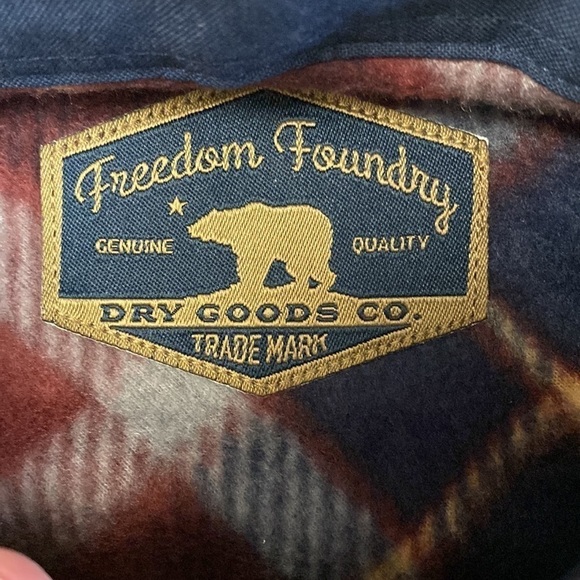 Freedom Foundry
GENUINE QUALITY
DRY GOODS CO.
TRADE MARK